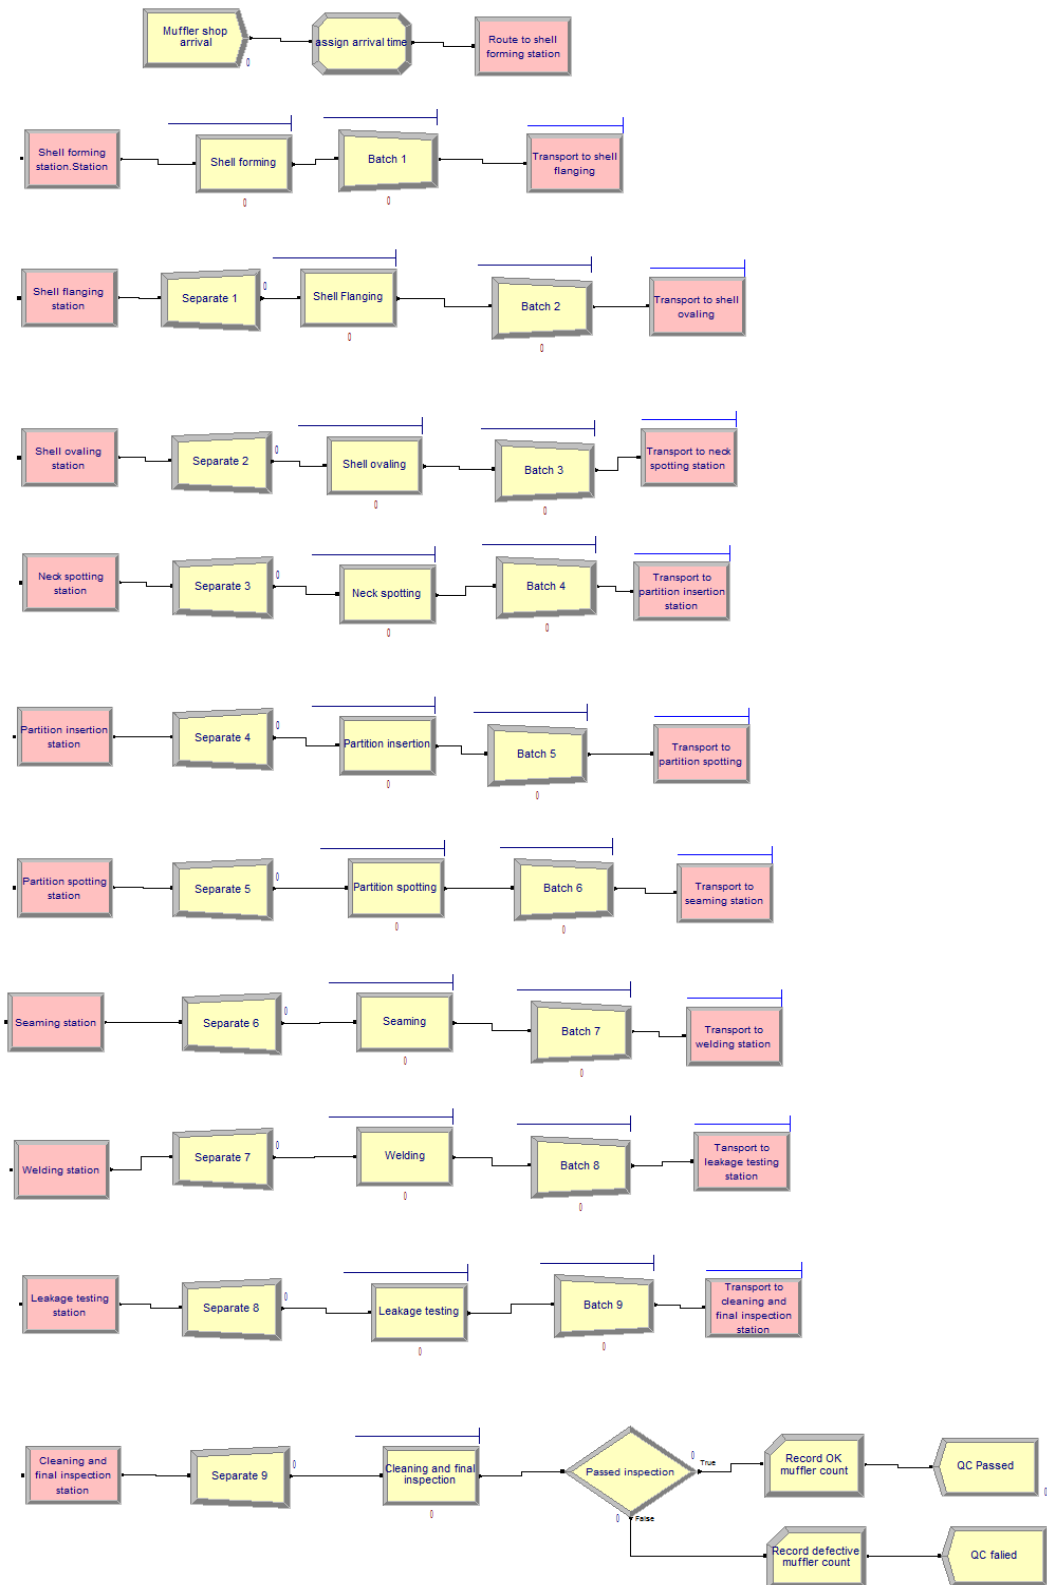 Muffler shop
arrival
assign arrival time
Route to shell
forming station
0
Shell forming
station.Station
Shell forming
Batch 1
Transport to shell
flanging
0
0
Shell flanging
station
Separate 1
0
Shell Flanging
Batch 2
Transport to shell
ovaling
0
0
Shell ovaling
station
Separate 2
0
Shell ovaling
Batch 3
Transport to neck
spotting station
0
0
Neck spotting
station
Separate 3
0
Neck spotting
Batch 4
Transport to
partition insertion
station
0
0
Partition insertion
station
Separate 4
0
Partition insertion
Batch 5
Transport to
partition spotting
0
0
Partition spotting
station
Separate 5
0
Partition spotting
Batch 6
Transport to
seaming station
0
0
Seaming station
Separate 6
0
Seaming
Batch 7
Transport to
welding station
0
0
Welding station
Separate 7
0
Welding
Batch 8
Tansport to
leakage testing
station
0
0
Leakage testing
station
Separate 8
0
Leakage testing
Batch 9
Transport to
cleaning and
final inspection
station
0
0
Cleaning and
final inspection
station
Separate 9
0
Cleaning and final
inspection
0
Passed inspection
0
True
0
False
Record OK
muffler count
QC Passed
0
Record defective
muffler count
QC falied